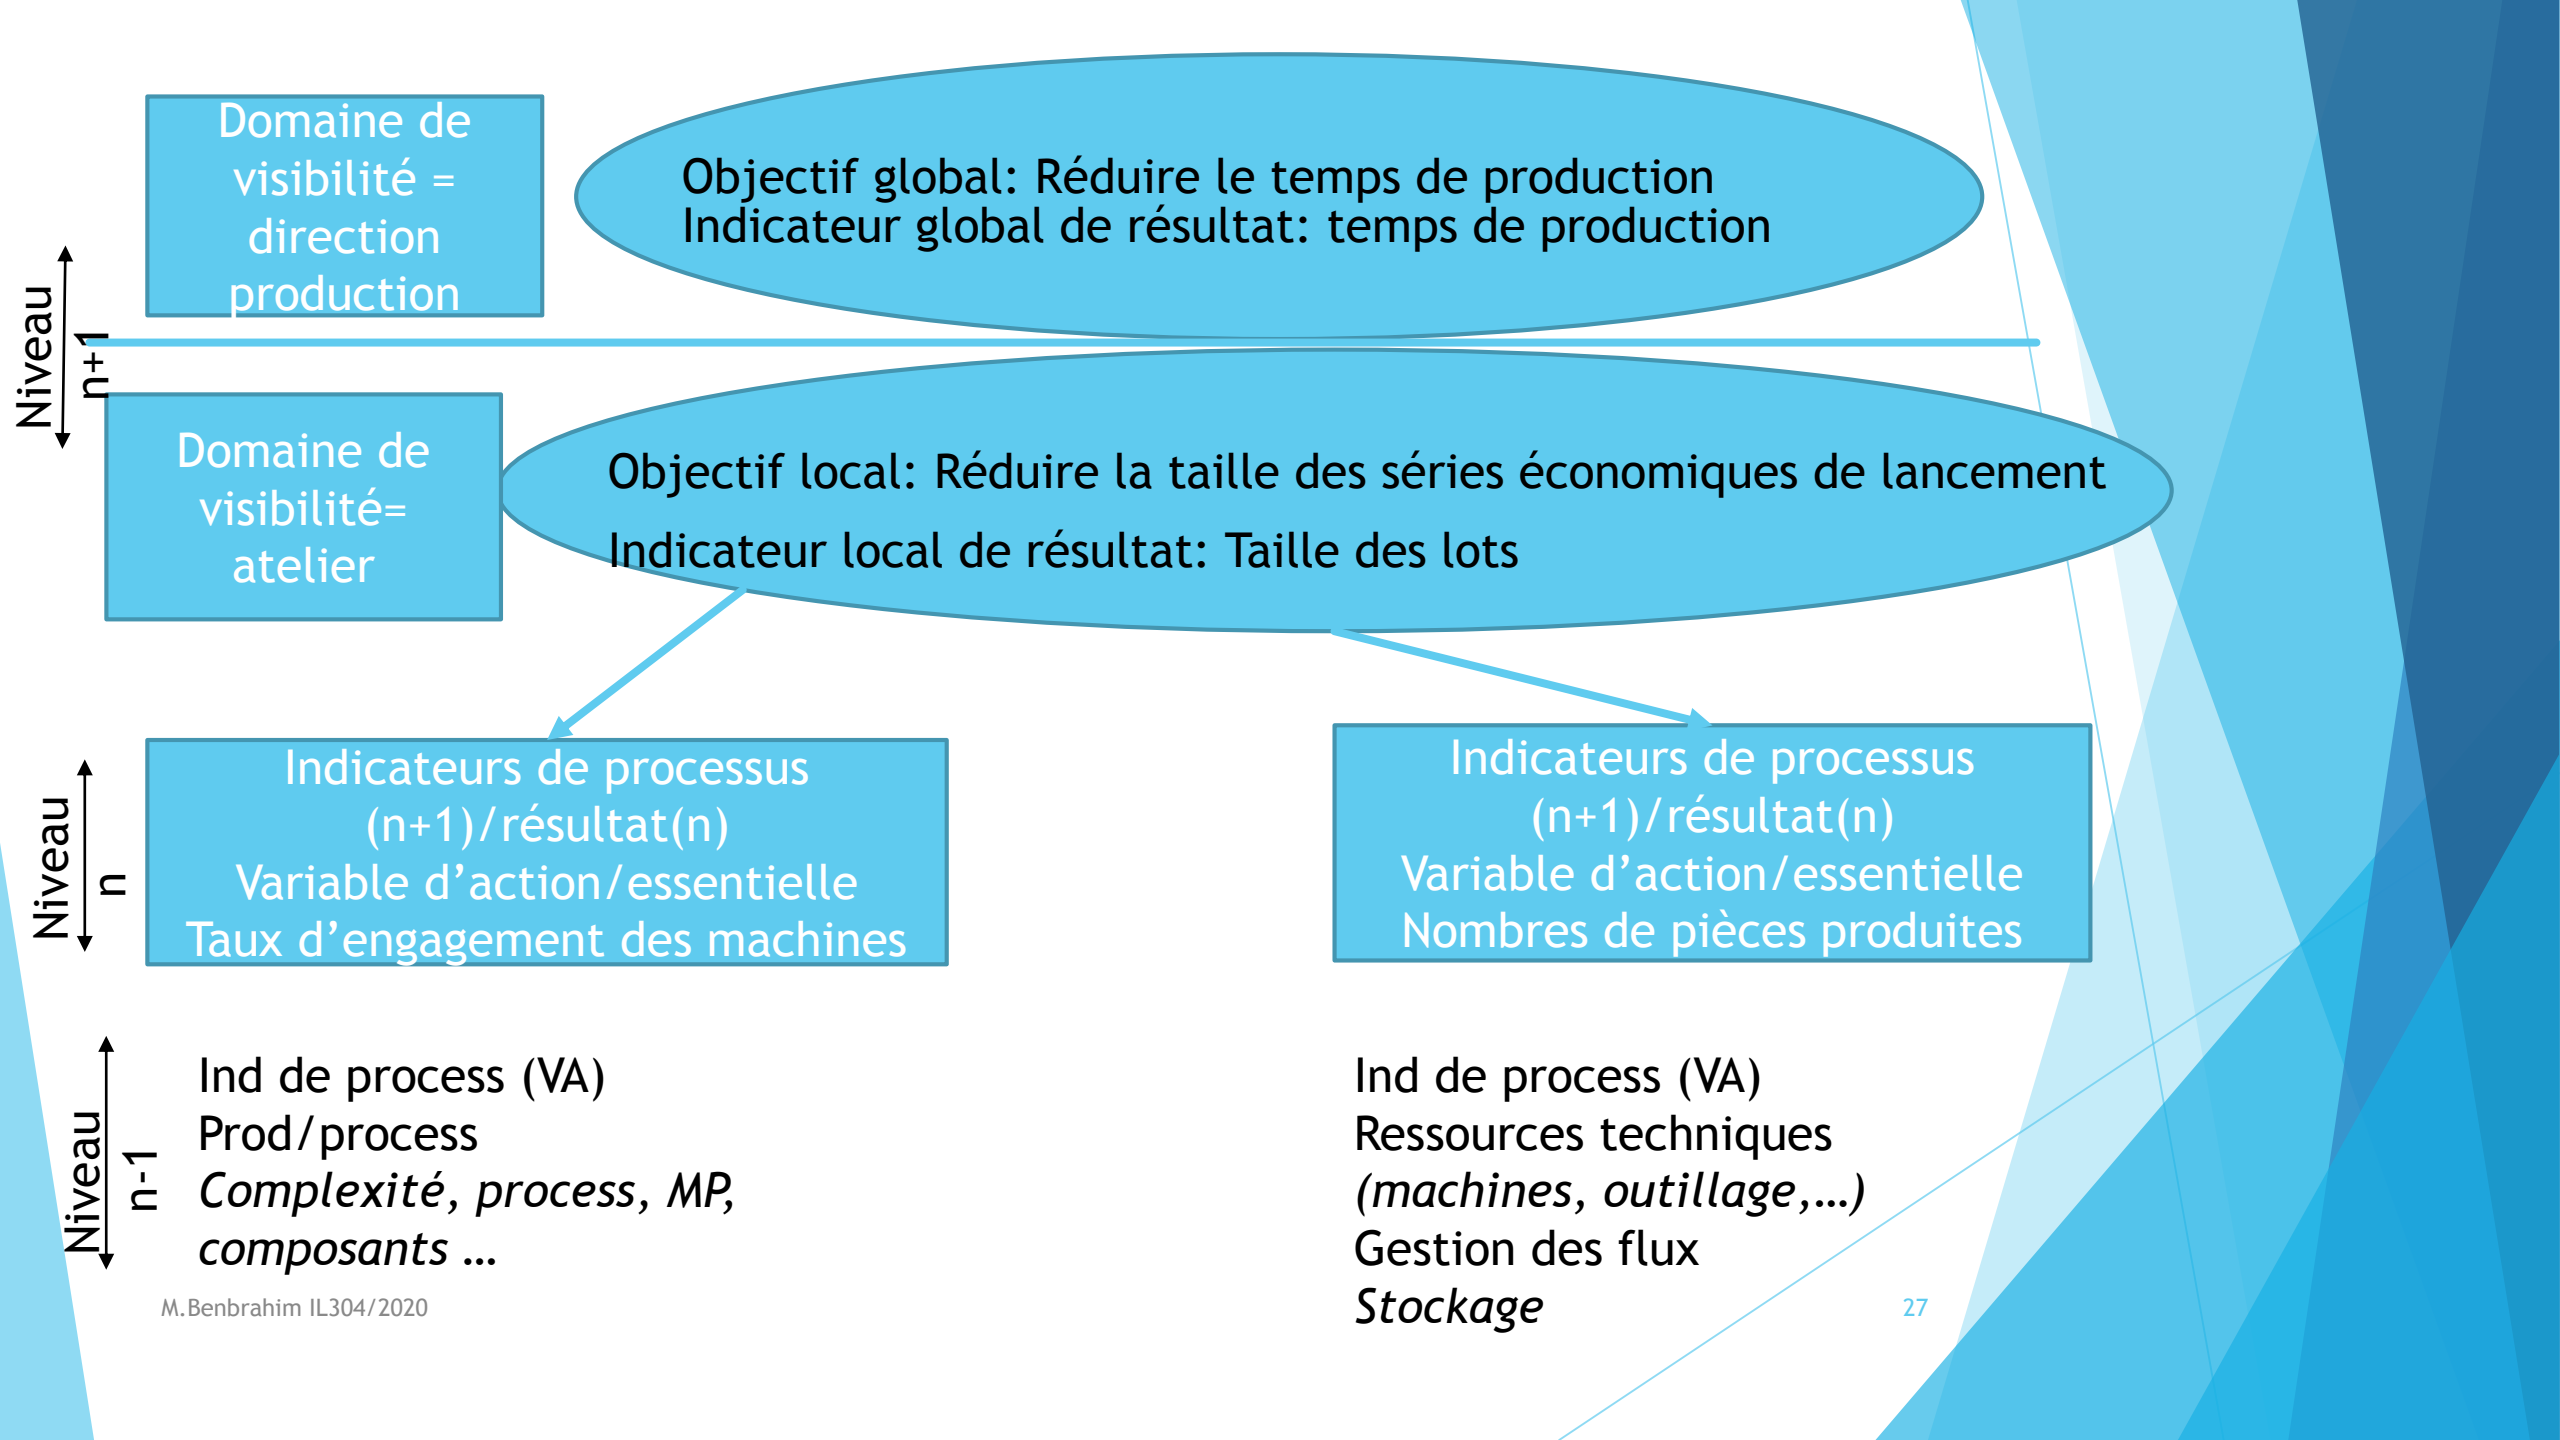 Domaine de
visibilité =
direction
production
Objectif global: Réduire le temps de production
Indicateur global de résultat: temps de production
Niveau
n+1
Domaine de
visibilité=
atelier
Objectif local: Réduire la taille des séries économiques de lancement
Indicateur local de résultat: Taille des lots
Niveau
n
Indicateurs de processus
(n+1)/résultat(n)
Variable d’action/essentielle
Taux d’engagement des machines
Indicateurs de processus
(n+1)/résultat(n)
Variable d’action/essentielle
Nombres de pièces produites
Niveau
n-1
Ind de process (VA)
Prod/process
Complexité, process, MP,
composants …
Ind de process (VA)
Ressources techniques
(machines, outillage,…)
Gestion des flux
Stockage
M.Benbrahim IL304/2020
27